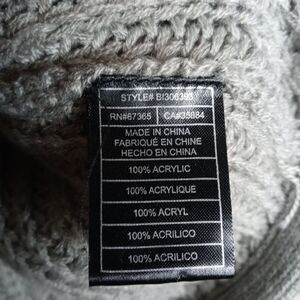 STYLE# BI306393
RN#67365 CA#35884
MADE IN CHINA
FABRIQUÉ EN CHINE
HECHO EN CHINA
100% ACRYLIC
100% ACRYLIQUE
100% ACRYL
100% ACRILICO
100% ACRILICO